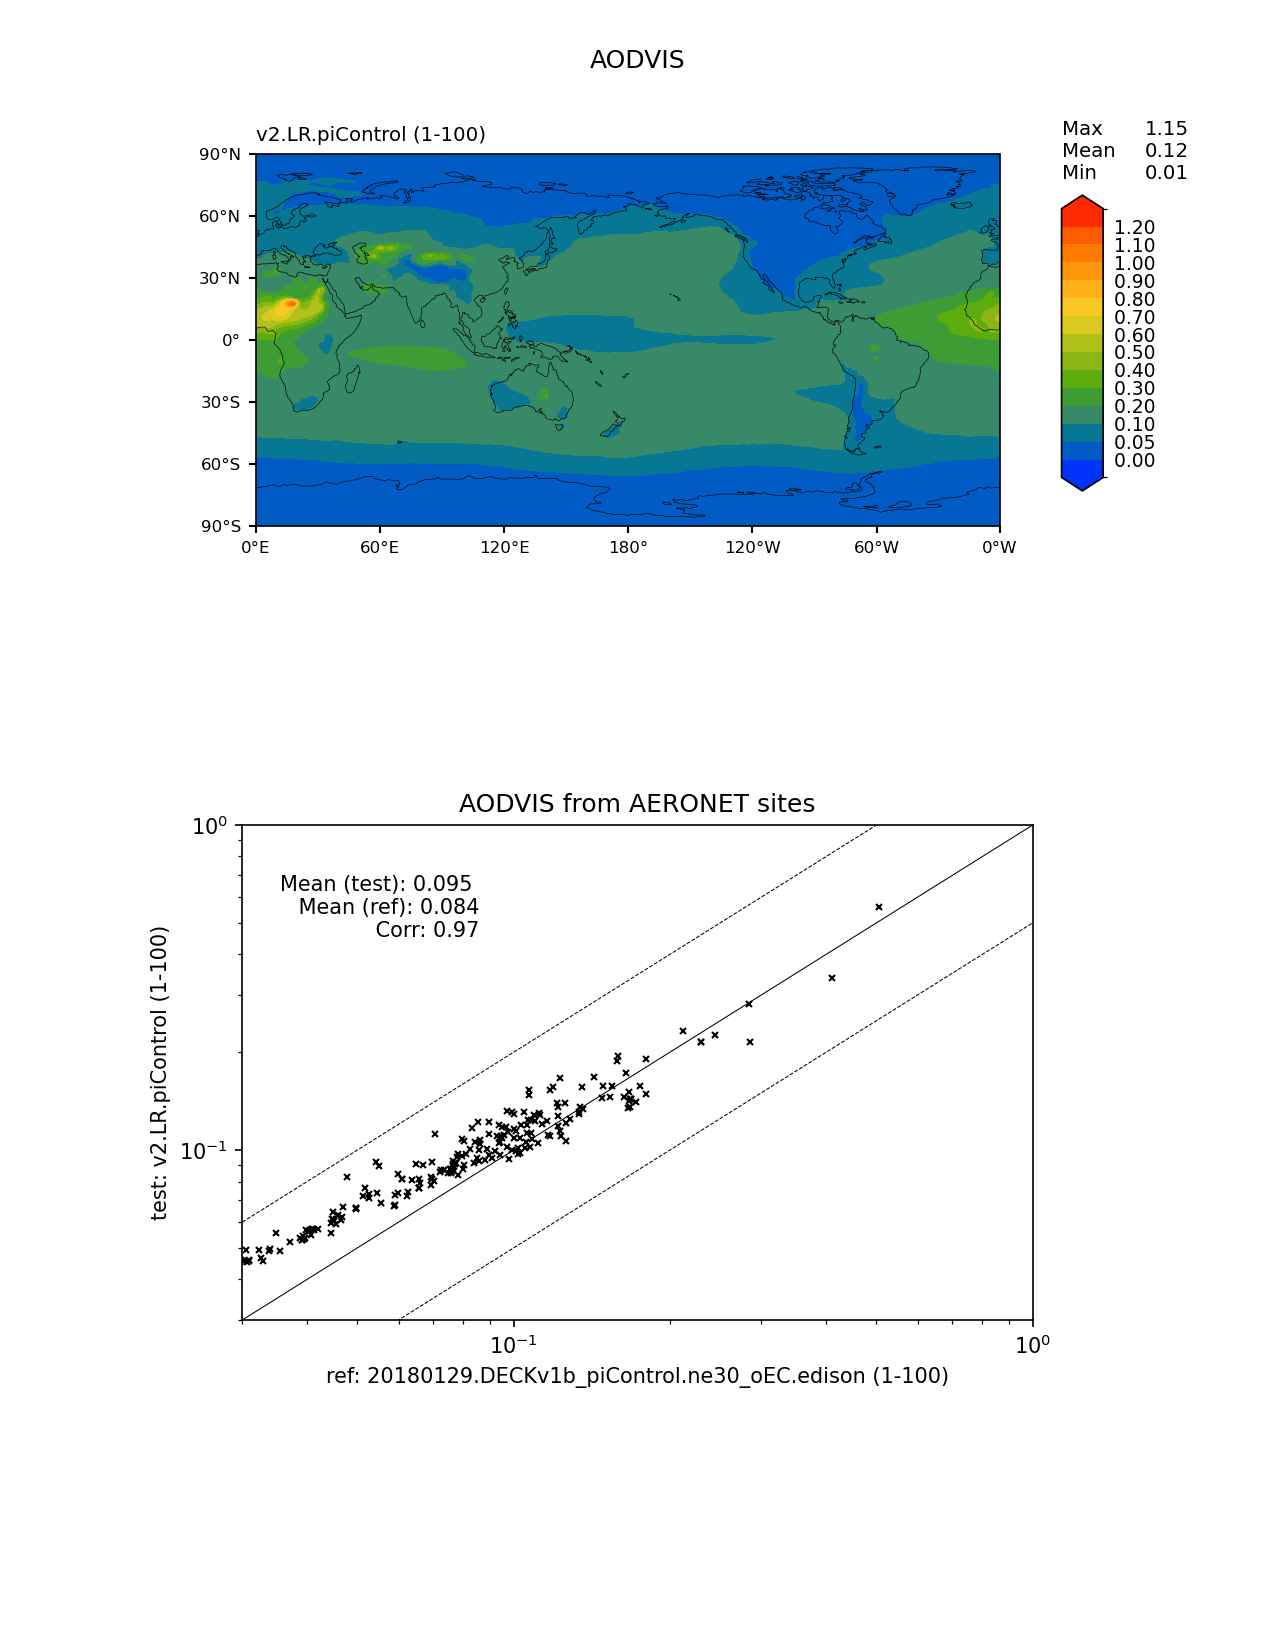 AODVIS
v2.LR.piControl (1-100)
Max 1.15
Mean 0.12
Min 0.01
90°N
60°N
30°N
0°
30°S
60°S
90°S
0°E 60°E 120°E 180° 120°W 60°W 0°W
1.20
1.10
1.00
0.90
0.80
0.70
0.60
0.50
0.40
0.30
0.20
0.10
0.05
0.00
AODVIS from AERONET sites
Mean (test): 0.095
Mean (ref): 0.084
Corr: 0.97
test: v2.LR.piControl (1-100)
10⁰
10⁻¹
10⁻¹ 10⁰
ref: 20180129.DECKv1b_piControl.ne30_oEC.edison (1-100)